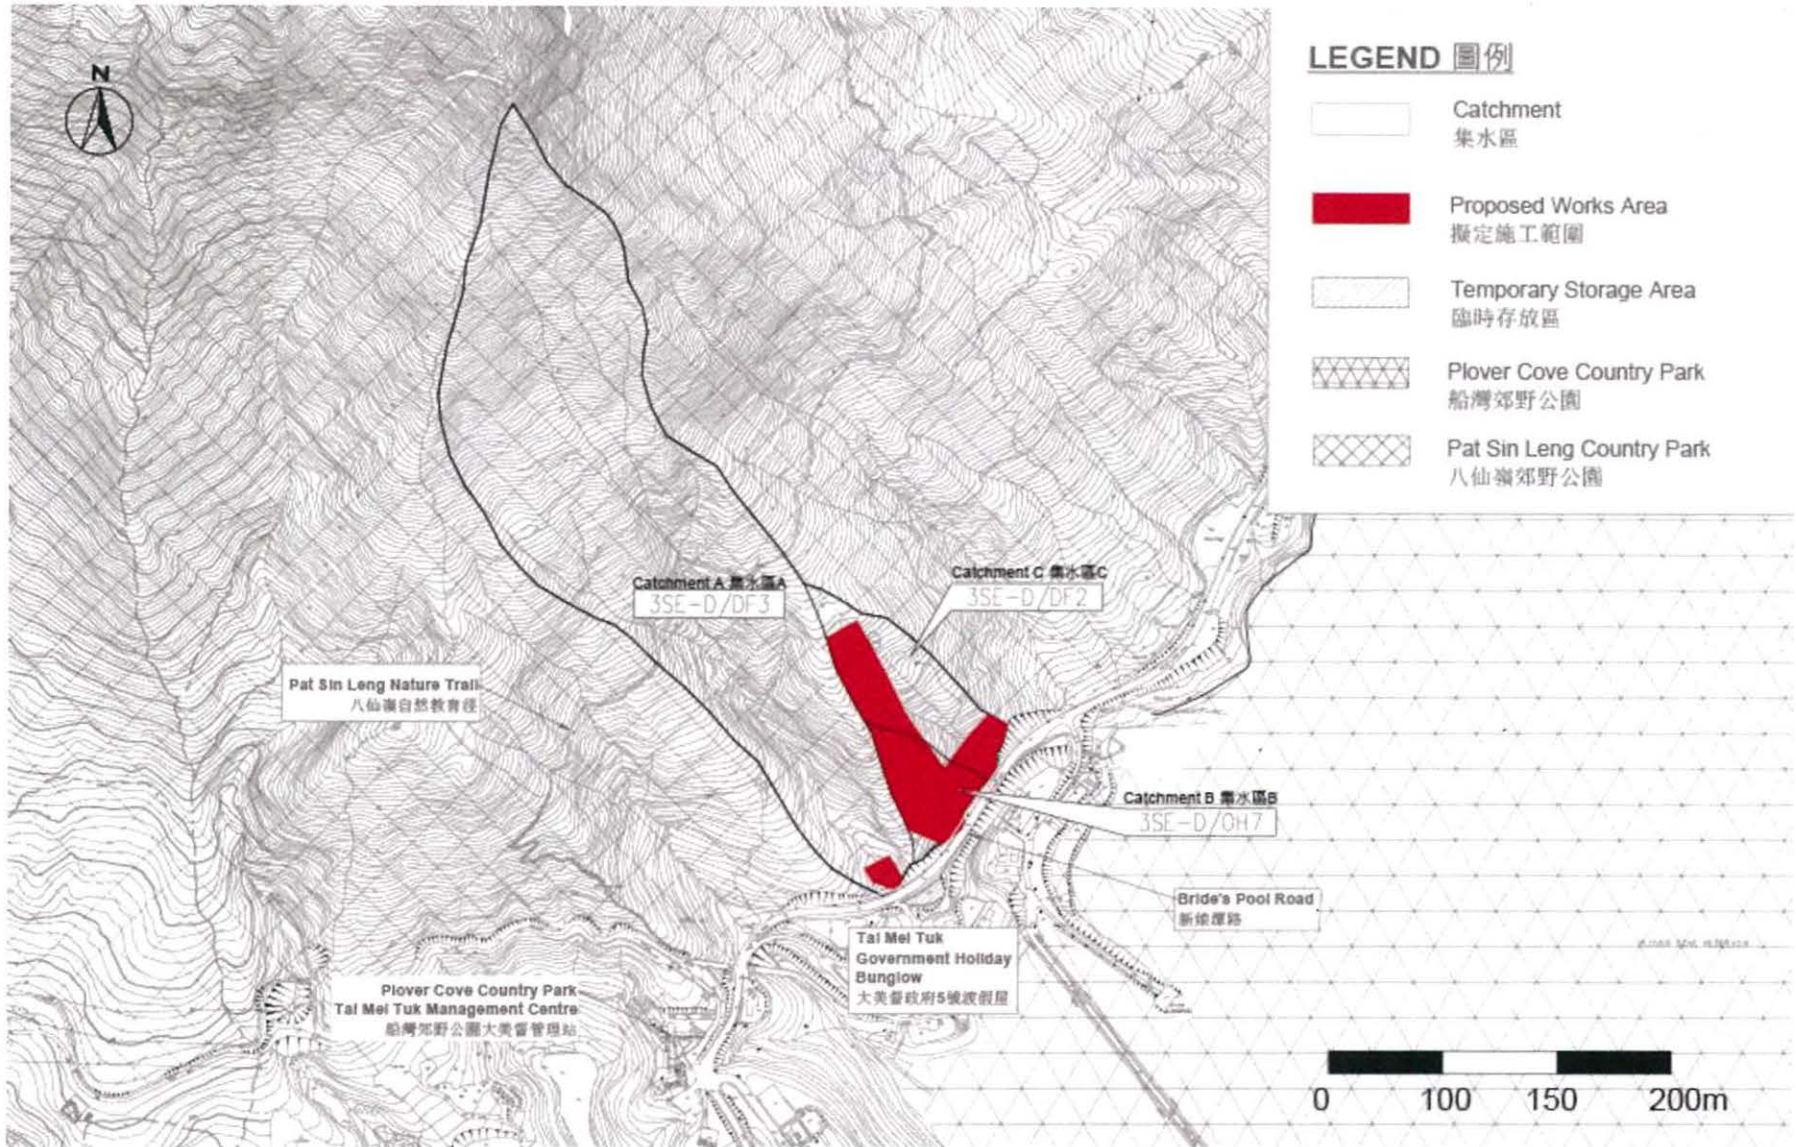 N
LEGEND 圖例
Catchment
集水區
Proposed Works Area
擬定施工範圍
Temporary Storage Area
臨時存放區
Plover Cove Country Park
船灣郊野公園
Pat Sin Leng Country Park
八仙嶺郊野公園
Catchment A 集水區A
3SE-D/DF3
Catchment C 集水區C
3SE-D/DF2
Pat Sin Leng Nature Trail
八仙嶺自然教育徑
Catchment B 集水區B
3SE-D/OH7
Bride's Pool Road
新娘潭路
Tai Mei Tuk
Government Holiday
Bunglow
大美督政府5號渡假屋
Plover Cove Country Park
Tai Mei Tuk Management Centre
船灣郊野公園大美督管理站
0 100 150 200m